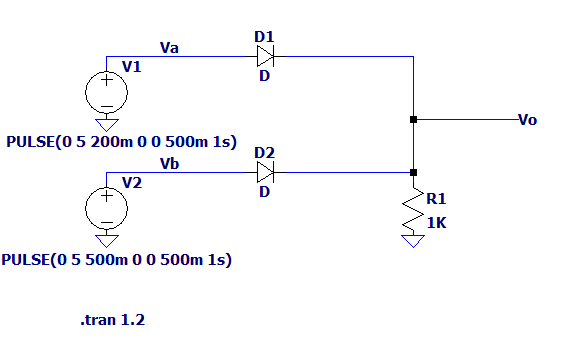 D1
Va
V1
D
Vo
PULSE(0 5 200m 0 0 500m 1s)
D2
Vb
V2
D
R1
1K
PULSE(0 5 500m 0 0 500m 1s)
.tran 1.2